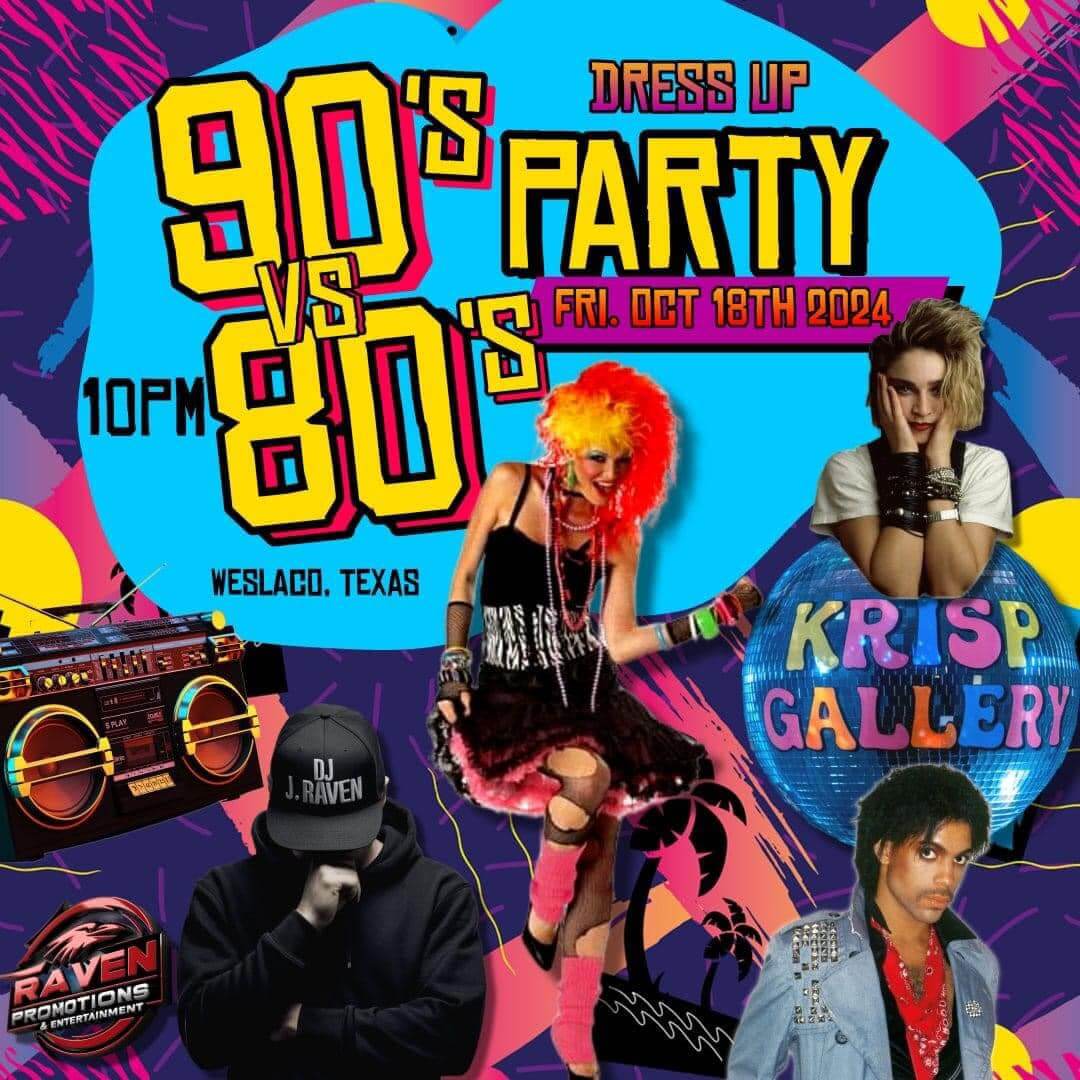 90's
VS
80's
DRESS UP
PARTY
FRI. OCT 18TH 2024
10PM
WESLACO, TEXAS
KRISP
GALLERY
S PLAY
DJ
J. RAVEN
RAVEN
PROMOTIONS
& ENTERTAINMENT